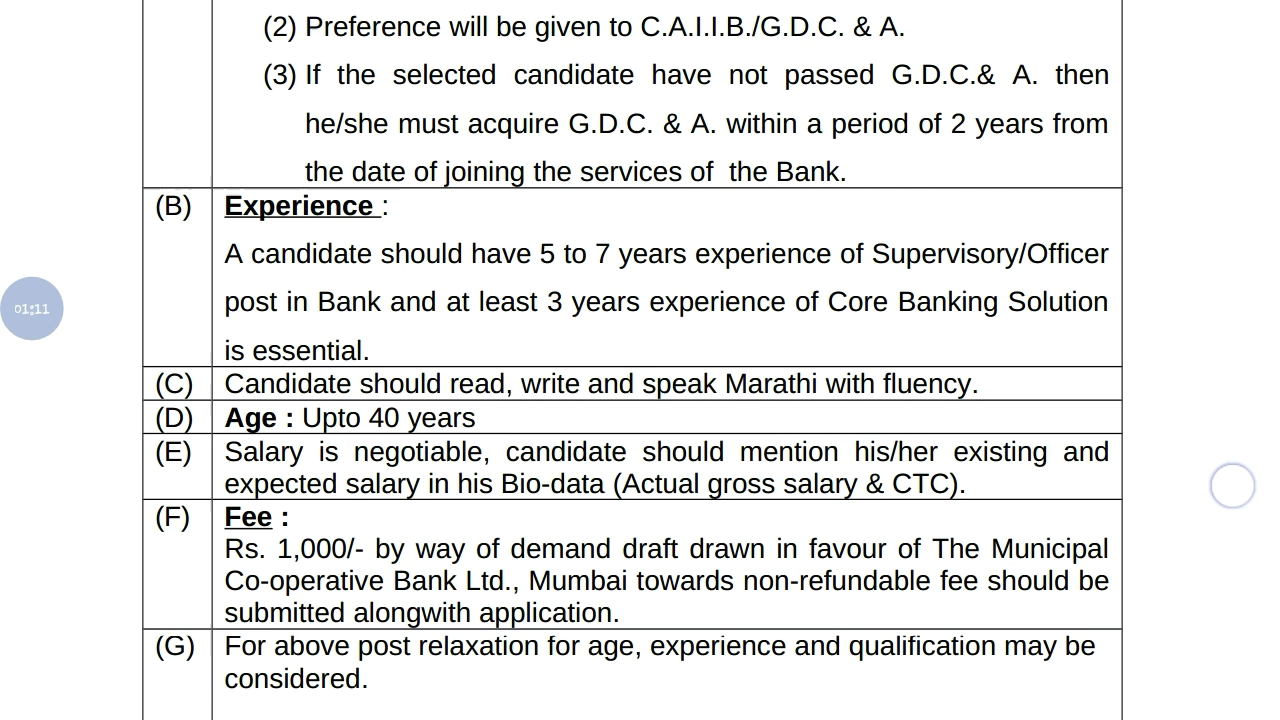 (2) Preference will be given to C.A.I.I.B./G.D.C. & A.
(3) If the selected candidate have not passed G.D.C.& A. then
he/she must acquire G.D.C. & A. within a period of 2 years from
the date of joining the services of the Bank.
(B) Experience :
A candidate should have 5 to 7 years experience of Supervisory/Officer
post in Bank and at least 3 years experience of Core Banking Solution
is essential.
(C) Candidate should read, write and speak Marathi with fluency.
(D) Age : Upto 40 years
(E) Salary is negotiable, candidate should mention his/her existing and
expected salary in his Bio-data (Actual gross salary & CTC).
(F) Fee :
Rs. 1,000/- by way of demand draft drawn in favour of The Municipal
Co-operative Bank Ltd., Mumbai towards non-refundable fee should be
submitted alongwith application.
(G) For above post relaxation for age, experience and qualification may be
considered.
01:11